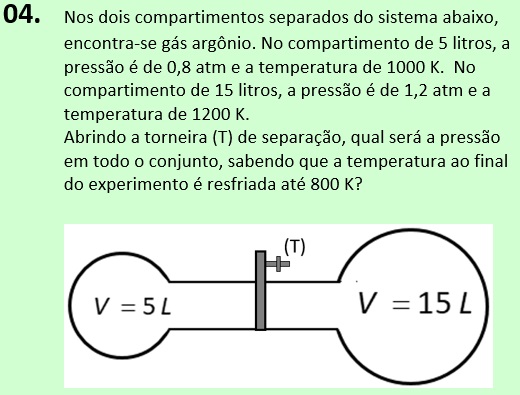 04. Nos dois compartimentos separados do sistema abaixo,
encontra-se gás argônio. No compartimento de 5 litros, a
pressão é de 0,8 atm e a temperatura de 1000 K. No
compartimento de 15 litros, a pressão é de 1,2 atm e a
temperatura de 1200 K.
Abrindo a torneira (T) de separação, qual será a pressão
em todo o conjunto, sabendo que a temperatura ao final
do experimento é resfriada até 800 K?
(T)
V = 5 L
V = 15 L